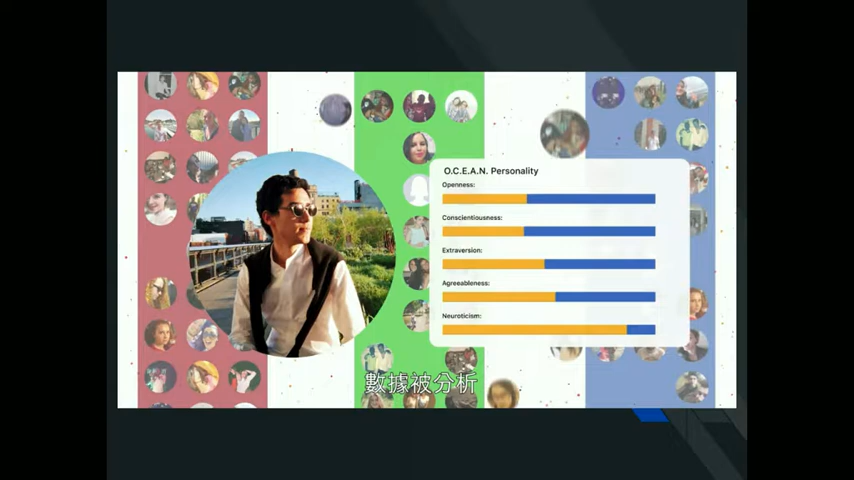 O.C.E.A.N. Personality
Openness:
Conscientiousness:
Extraversion:
Agreeableness:
Neuroticism:
數據被分析